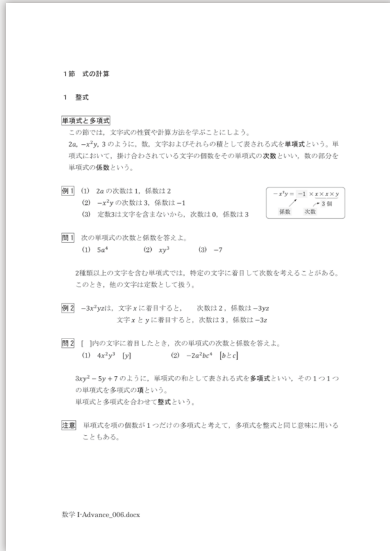 1節　式の計算
1　整式
単項式と多項式
この節では，文字式の性質や計算方法を学ぶことにしよう。
2a, −x²y, 3 のように，数，文字およびそれらの積として表される式を単項式という。単
項式において，掛け合わされている文字の個数をその単項式の次数といい，数の部分を
単項式の係数という。
例1　(1)　2a の次数は 1，係数は 2
(2)　−x²y の次数は 3，係数は −1
(3)　定数3は文字を含まないから，次数は 0，係数は 3
−x²y = −1 × x × x × y
3 個
係数　次数
問1　次の単項式の次数と係数を答えよ。
(1)　5a⁴　(2)　xy³　(3)　−7
2種類以上の文字を含む単項式では，特定の文字に着目して次数を考えることがある。
このとき，他の文字は定数として扱う。
例2　−3x²yzは，文字 x に着目すると，　次数は 2，係数は −3yz
文字 x と y に着目すると，次数は 3，係数は −3z
問2　[　]内の文字に着目したとき，次の単項式の次数と係数を答えよ。
(1)　4x²y³　[y]　(2)　−2a²bc⁴　[bとc]
3xy² − 5y + 7 のように，単項式の和として表される式を多項式といい，その 1 つ 1 つ
の単項式を多項式の項という。
単項式と多項式を合わせて整式という。
注意　単項式を項の個数が 1 つだけの多項式と考えて，多項式を整式と同じ意味に用いる
こともある。
数学 I-Advance_006.docx